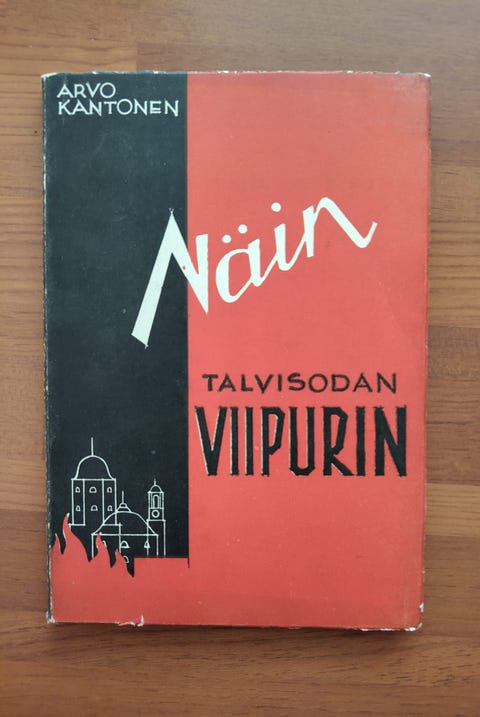 ARVO
KANTONEN
Näin
TALVISODAN
VIIPURIN